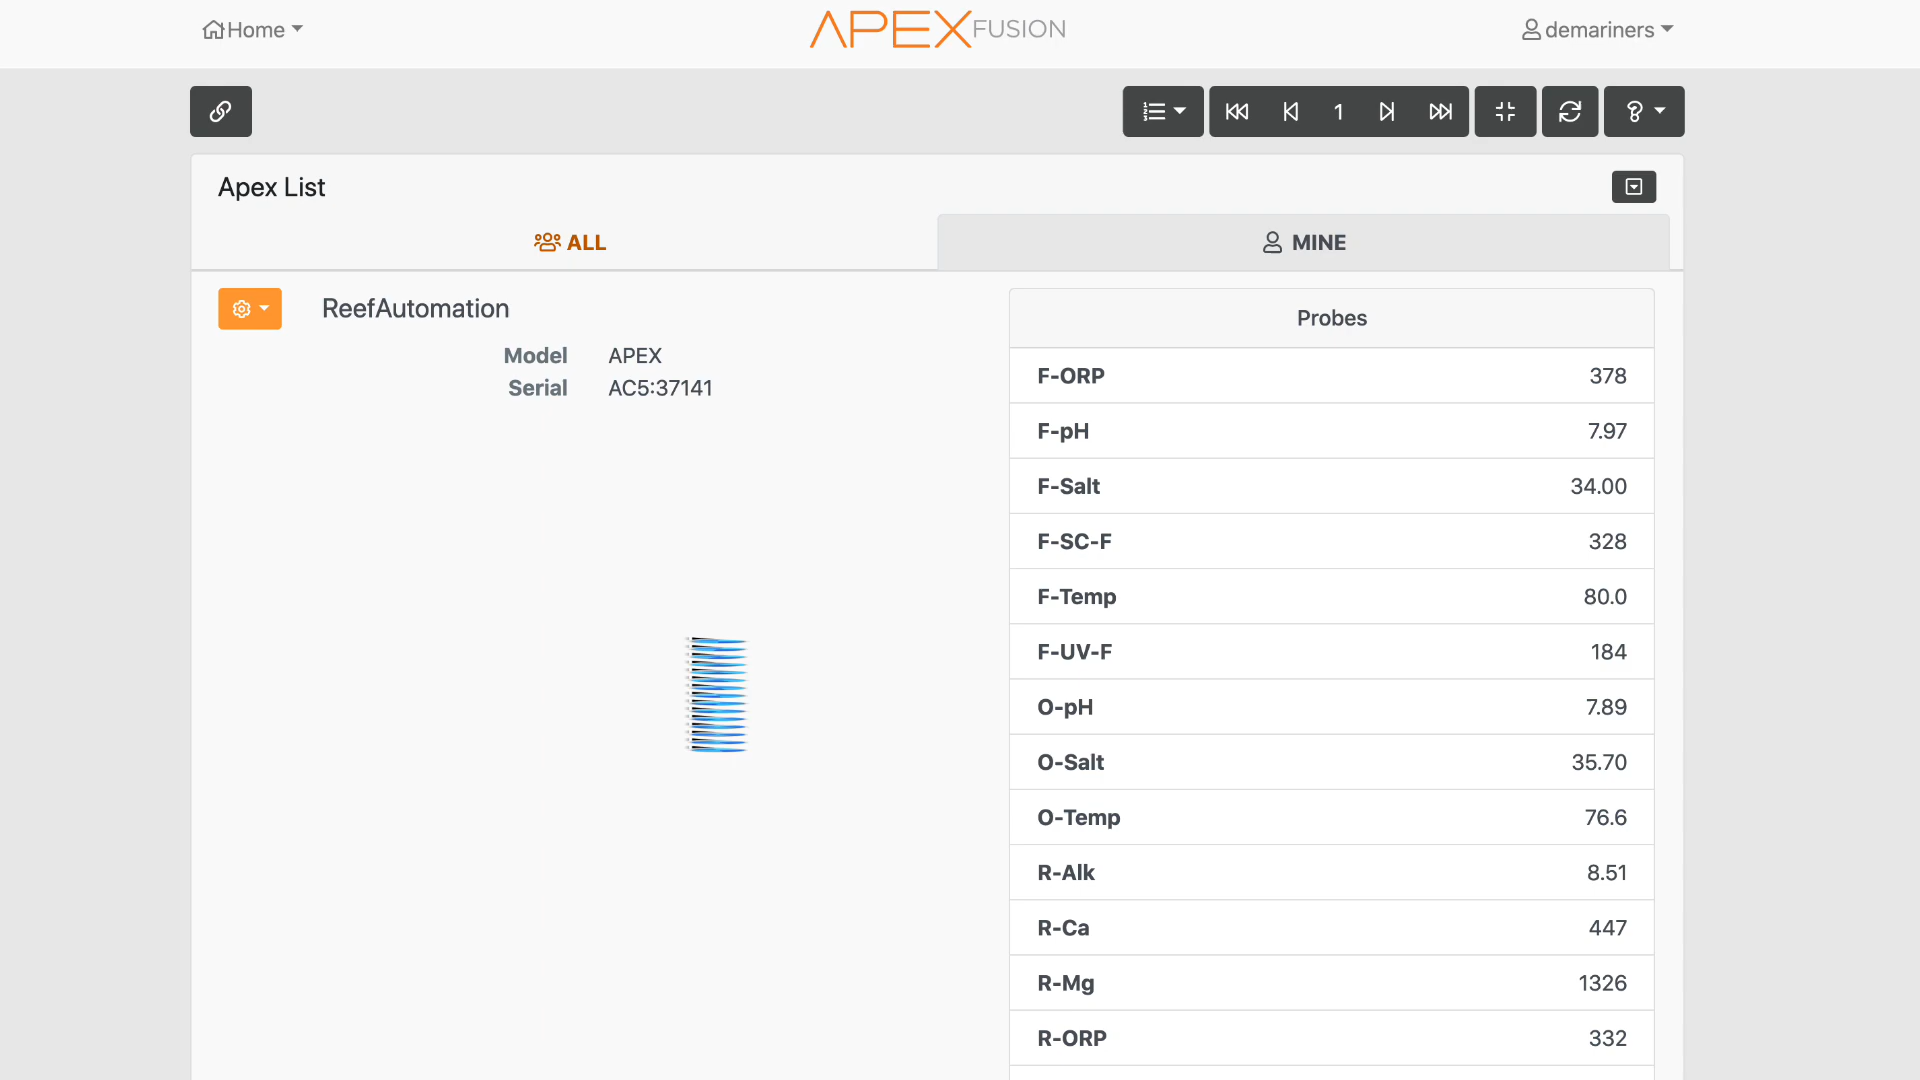 Home
APEX FUSION
demariners
1
Apex List
ALL
MINE
ReefAutomation
Model APEX
Serial AC5:37141
Probes
F-ORP 378
F-pH 7.97
F-Salt 34.00
F-SC-F 328
F-Temp 80.0
F-UV-F 184
O-pH 7.89
O-Salt 35.70
O-Temp 76.6
R-Alk 8.51
R-Ca 447
R-Mg 1326
R-ORP 332